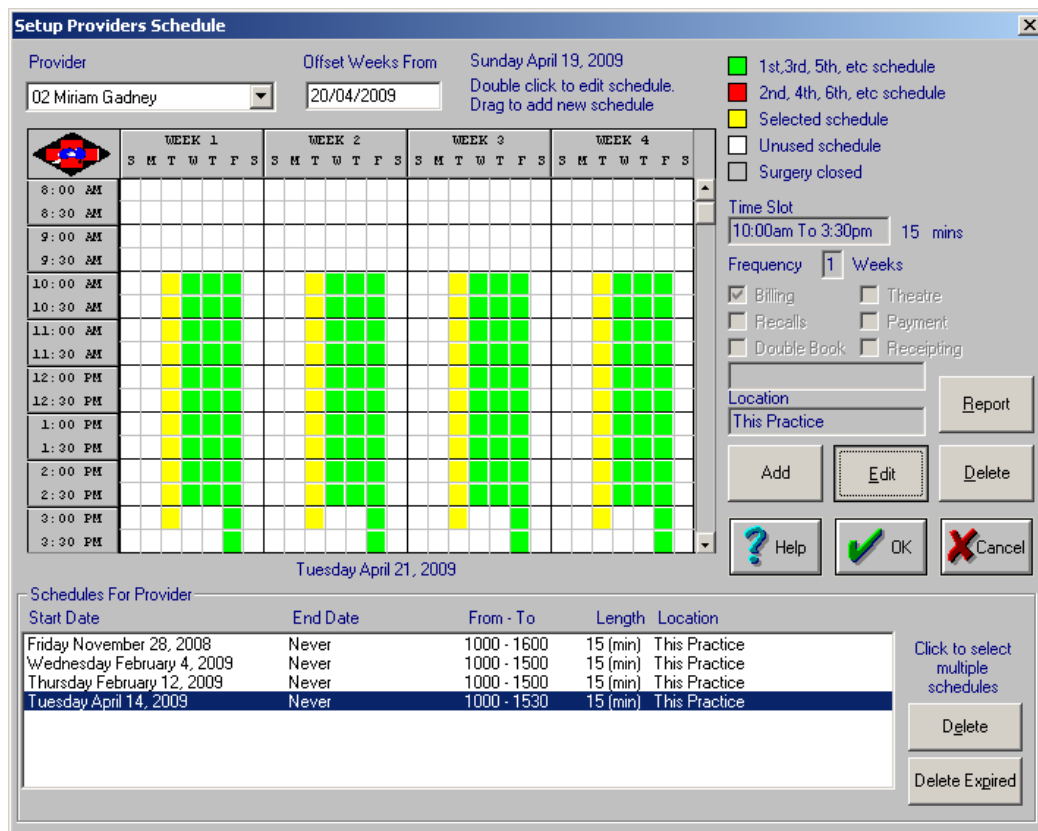 Setup Providers Schedule
Provider
Offset Weeks From
Sunday April 19, 2009
02 Miriam Gadney
20/04/2009
Double click to edit schedule.
Drag to add new schedule
1st,3rd, 5th, etc schedule
2nd, 4th, 6th, etc schedule
Selected schedule
Unused schedule
Surgery closed
WEEK 1 WEEK 2 WEEK 3 WEEK 4
S M T W T F S S M T W T F S S M T W T F S S M T W T F S
8:00 AM
8:30 AM
9:00 AM
9:30 AM
10:00 AM
10:30 AM
11:00 AM
11:30 AM
12:00 PM
12:30 PM
1:00 PM
1:30 PM
2:00 PM
2:30 PM
3:00 PM
3:30 PM
Tuesday April 21, 2009
Time Slot
10:00am To 3:30pm 15 mins
Frequency 1 Weeks
Billing Theatre
Recalls Payment
Double Book Receipting
Location
This Practice
Report
Add Edit Delete
? Help OK Cancel
Schedules For Provider
Start Date End Date From - To Length Location
Friday November 28, 2008 Never 1000 - 1600 15 (min) This Practice
Wednesday February 4, 2009 Never 1000 - 1500 15 (min) This Practice
Thursday February 12, 2009 Never 1000 - 1500 15 (min) This Practice
Tuesday April 14, 2009 Never 1000 - 1530 15 (min) This Practice
Click to select
multiple
schedules
Delete
Delete Expired